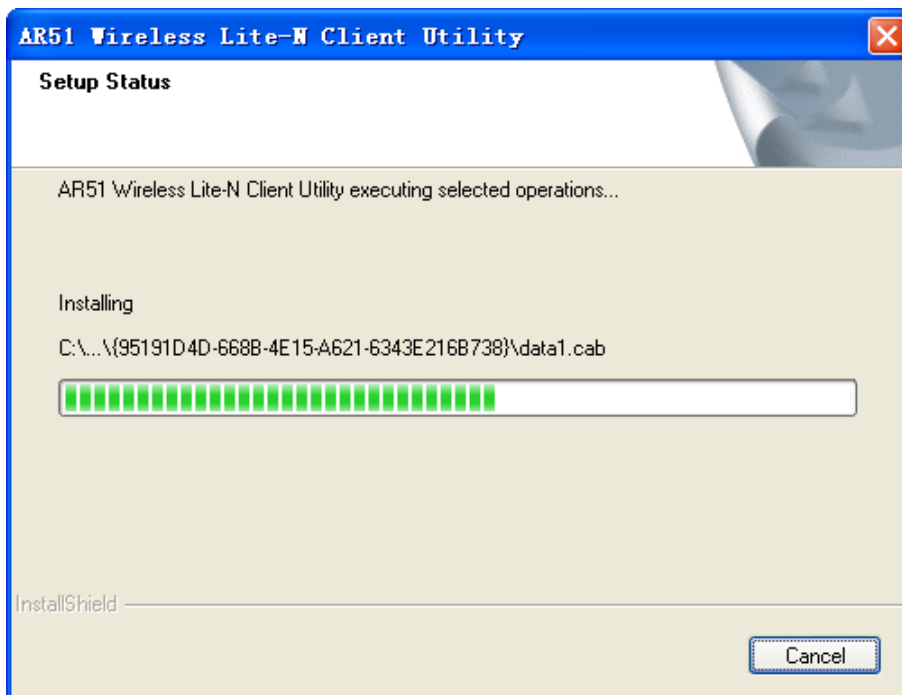 AR51 Wireless Lite-N Client Utility
Setup Status
AR51 Wireless Lite-N Client Utility executing selected operations...
Installing
C:\...\{95191D4D-668B-4E15-A621-6343E216B738}\data1.cab
InstallShield
Cancel